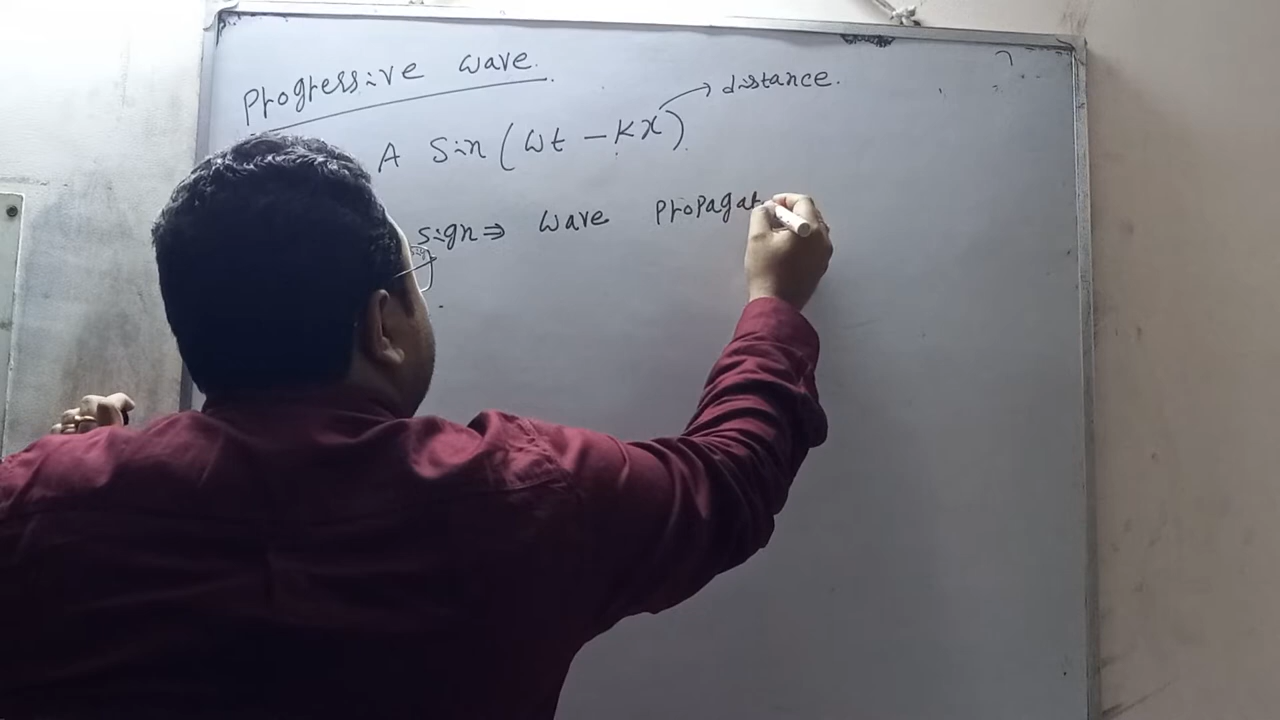 Progressive wave.
→ distance.
A Sin (ωt – Kx)
sign ⇒ wave Propagat